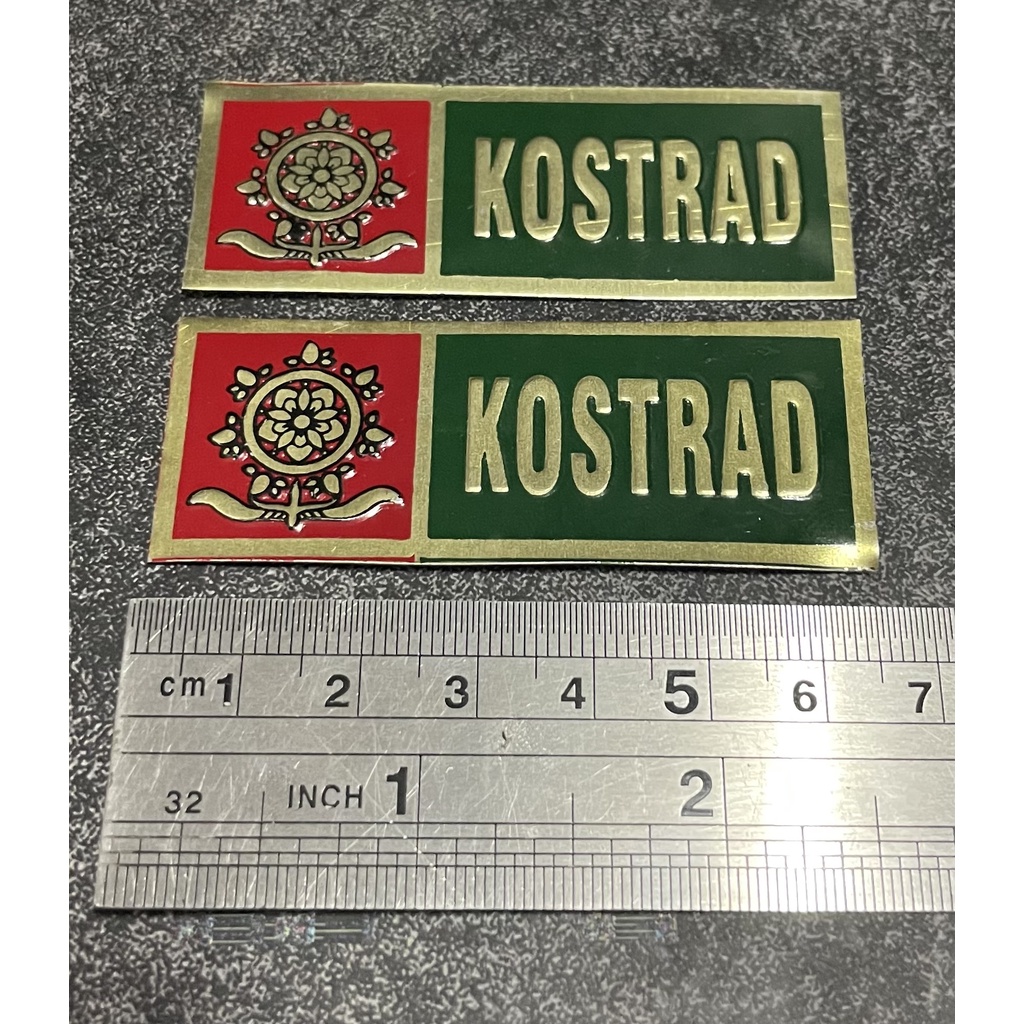 KOSTRAD
KOSTRAD
cm 1 2 3 4 5 6 7
32 INCH 1 2